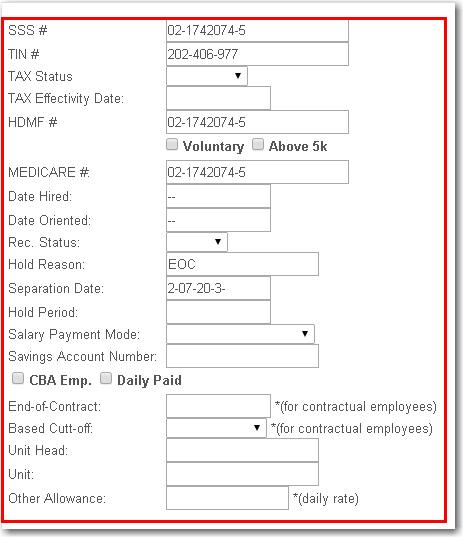 SSS # 02-1742074-5
TIN # 202-406-977
TAX Status
TAX Effectivity Date:
HDMF # 02-1742074-5
Voluntary Above 5k
MEDICARE #: 02-1742074-5
Date Hired: --
Date Oriented: --
Rec. Status:
Hold Reason: EOC
Separation Date: 2-07-20-3-
Hold Period:
Salary Payment Mode:
Savings Account Number:
CBA Emp. Daily Paid
End-of-Contract: *(for contractual employees)
Based Cutt-off: *(for contractual employees)
Unit Head:
Unit:
Other Allowance: *(daily rate)